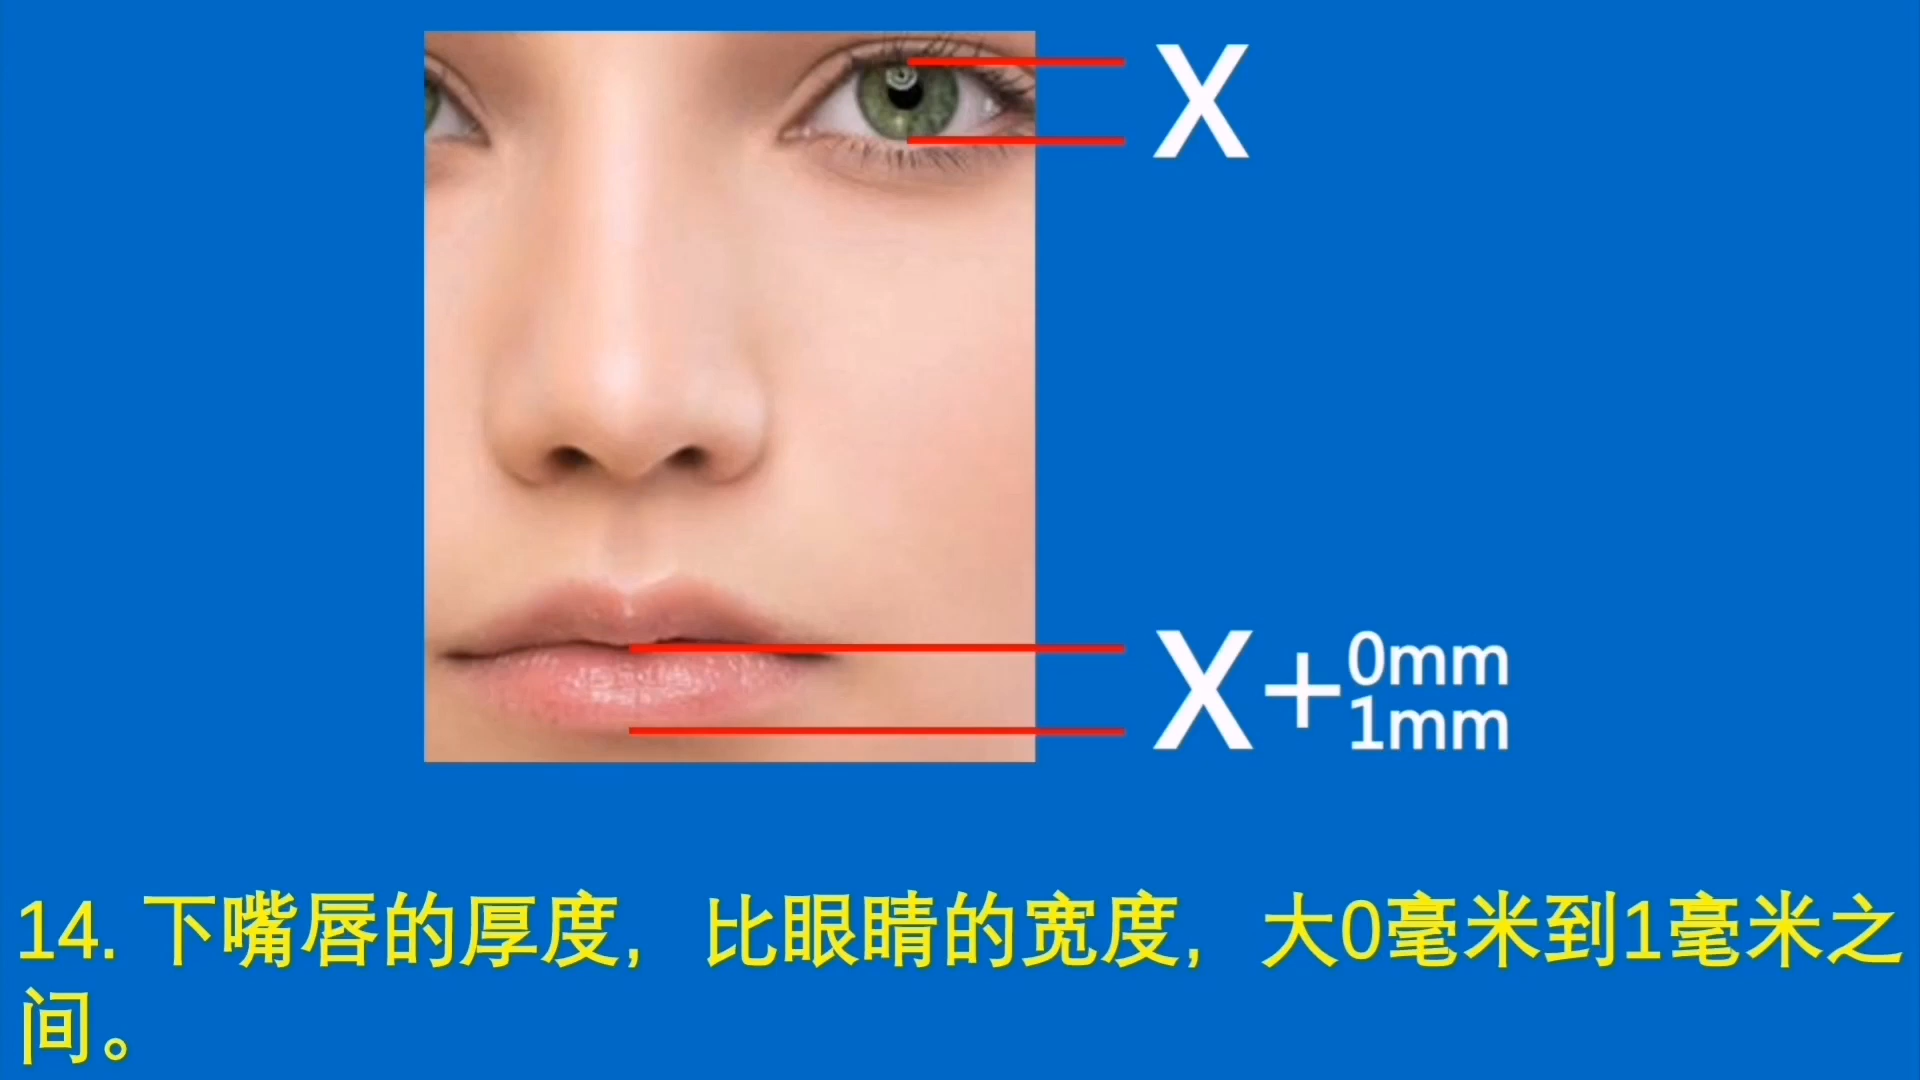 X
X+0mm
1mm
14. 下嘴唇的厚度, 比眼睛的宽度, 大0毫米到1毫米之
间。